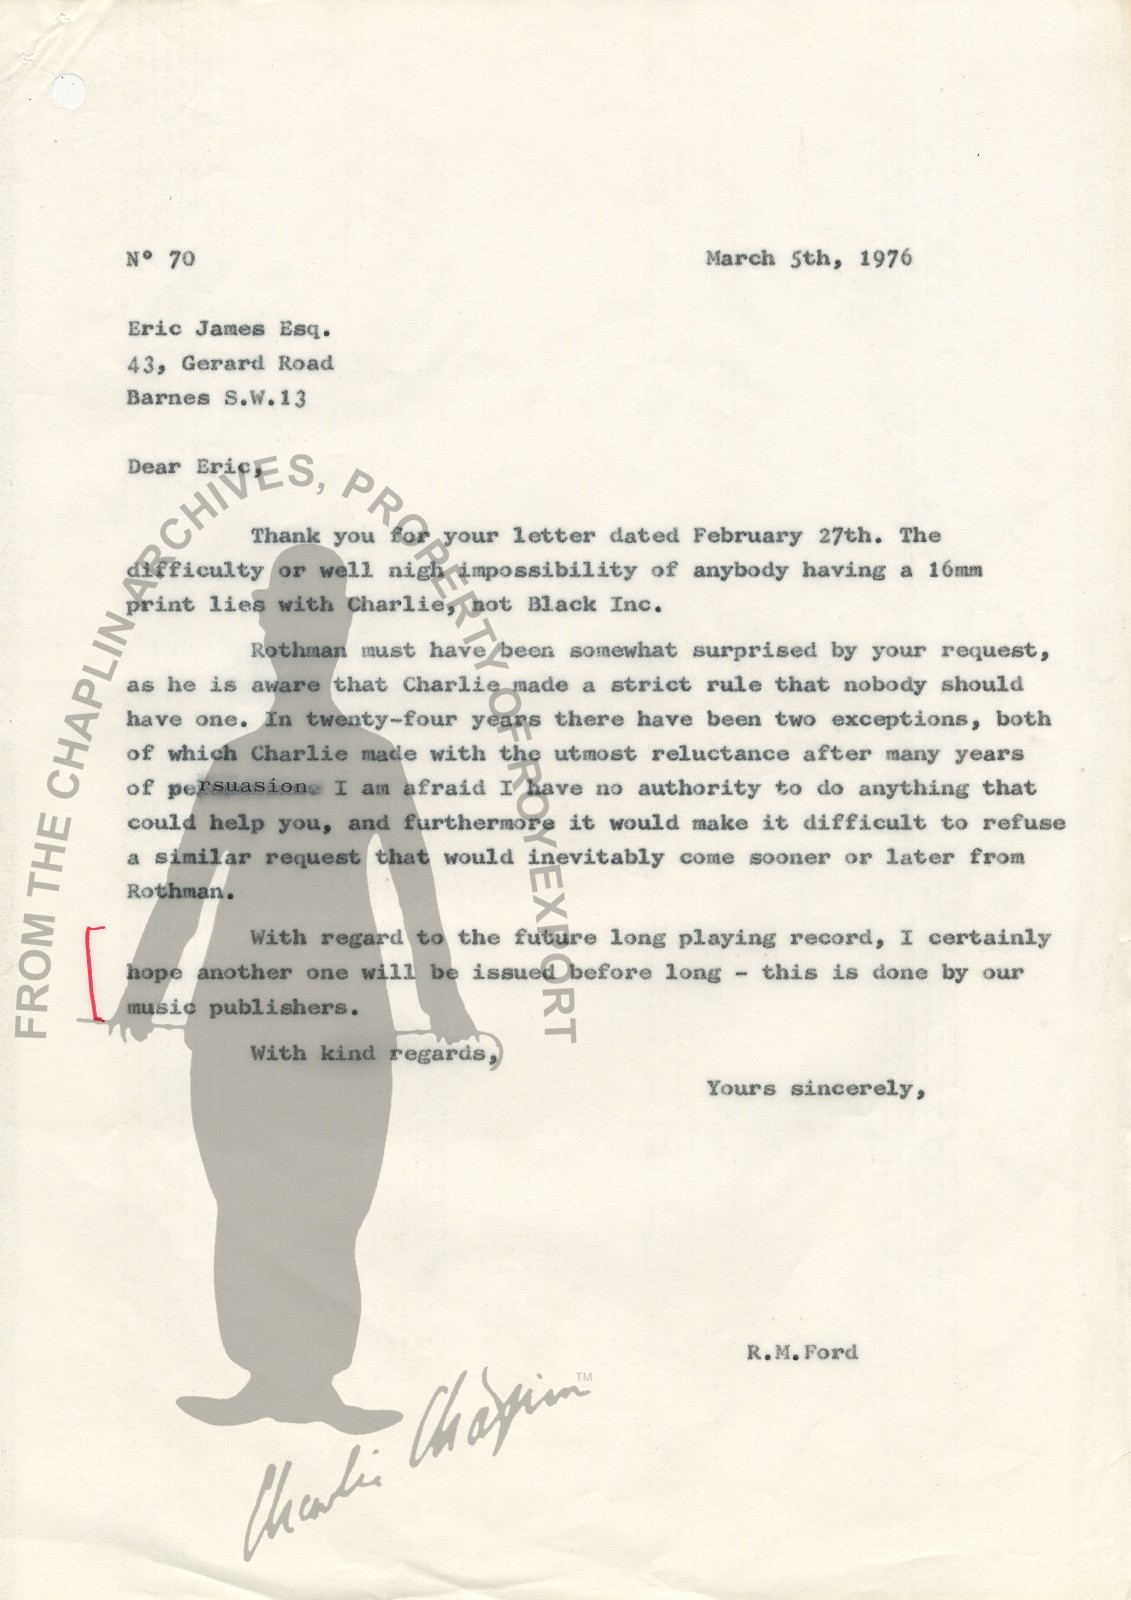 N° 70
March 5th, 1976
Eric James Esq.
43, Gerard Road
Barnes S.W.13
Dear Eric,
Thank you for your letter dated February 27th. The
difficulty or well nigh impossibility of anybody having a 16mm
print lies with Charlie, not Black Inc.
Rothman must have been somewhat surprised by your request,
as he is aware that Charlie made a strict rule that nobody should
have one. In twenty-four years there have been two exceptions, both
of which Charlie made with the utmost reluctance after many years
of persuasion. I am afraid I have no authority to do anything that
could help you, and furthermore it would make it difficult to refuse
a similar request that would inevitably come sooner or later from
Rothman.
With regard to the future long playing record, I certainly
hope another one will be issued before long - this is done by our
music publishers.
With kind regards,
Yours sincerely,
R.M.Ford
FROM THE CHAPLIN ARCHIVES, PROPERTY OF ROY EXPORT
Charlie Chaplin TM